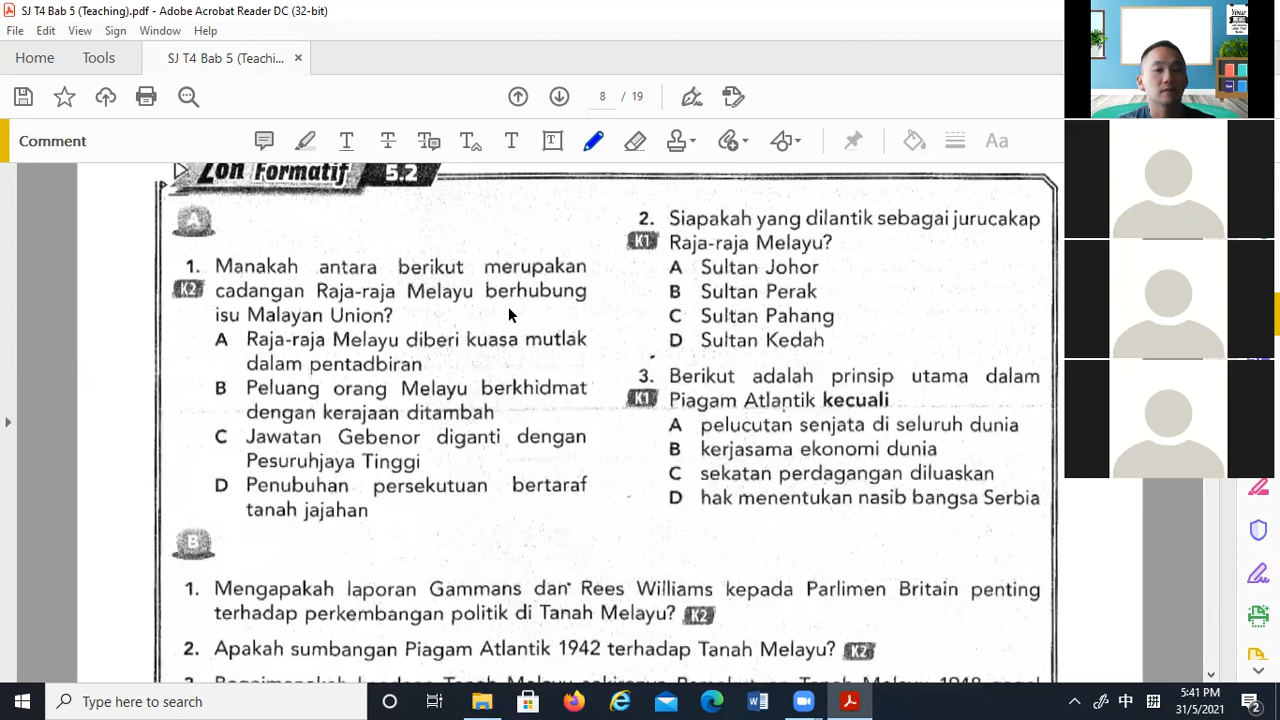 SJ T4 Bab 5 (Teaching).pdf - Adobe Acrobat Reader DC (32-bit)
File Edit View Sign Window Help
Home Tools SJ T4 Bab 5 (Teachi... ×
8 / 19
Comment
Aa
Zon Formatif 5.2
A
1. Manakah antara berikut merupakan
K2 cadangan Raja-raja Melayu berhubung
isu Malayan Union?
A Raja-raja Melayu diberi kuasa mutlak
dalam pentadbiran
B Peluang orang Melayu berkhidmat
dengan kerajaan ditambah
C Jawatan Gebenor diganti dengan
Pesuruhjaya Tinggi
D Penubuhan persekutuan bertaraf
tanah jajahan
2. Siapakah yang dilantik sebagai jurucakap
K1 Raja-raja Melayu?
A Sultan Johor
B Sultan Perak
C Sultan Pahang
D Sultan Kedah
3. Berikut adalah prinsip utama dalam
K1 Piagam Atlantik kecuali
A pelucutan senjata di seluruh dunia
B kerjasama ekonomi dunia
C sekatan perdagangan diluaskan
D hak menentukan nasib bangsa Serbia
B
1. Mengapakah laporan Gammans dan Rees Williams kepada Parlimen Britain penting
terhadap perkembangan politik di Tanah Melayu? K2
2. Apakah sumbangan Piagam Atlantik 1942 terhadap Tanah Melayu? K2
Type here to search
中 拼
5:41 PM
31/5/2021
2